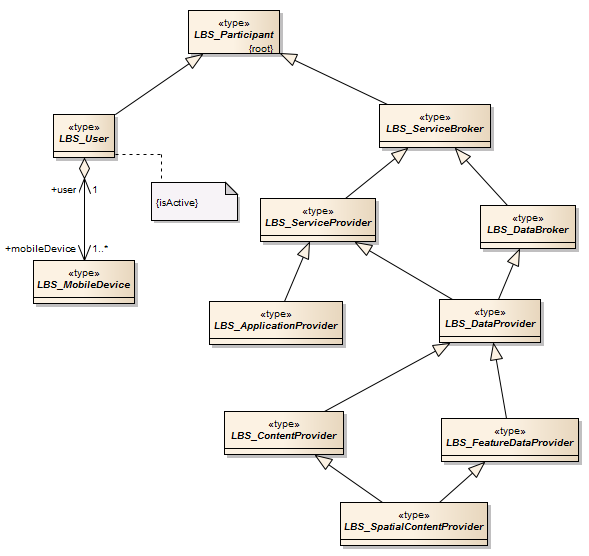 «type»
LBS_Participant
{root}
«type»
LBS_User
«type»
LBS_ServiceBroker
+user
1
{isActive}
«type»
LBS_ServiceProvider
«type»
LBS_DataBroker
+mobileDevice
1..*
«type»
LBS_MobileDevice
«type»
LBS_ApplicationProvider
«type»
LBS_DataProvider
«type»
LBS_ContentProvider
«type»
LBS_FeatureDataProvider
«type»
LBS_SpatialContentProvider